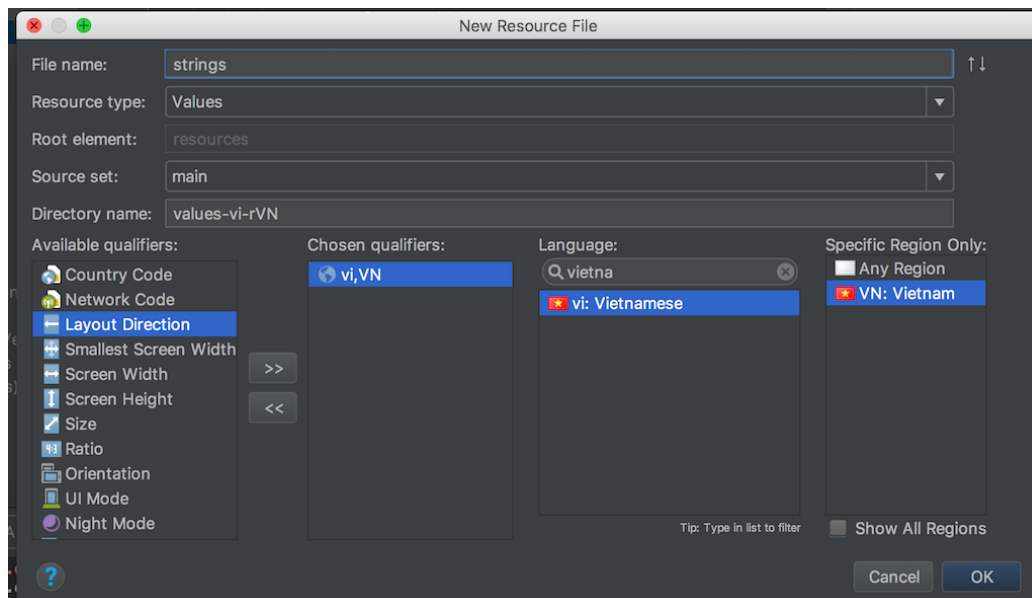 New Resource File
File name: strings
Resource type: Values
Root element: resources
Source set: main
Directory name: values-vi-rVN
Available qualifiers: Chosen qualifiers: Language: Specific Region Only:
Country Code
Network Code
Layout Direction
Smallest Screen Width
Screen Width
Screen Height
Size
Ratio
Orientation
UI Mode
Night Mode
>>
<<
vi,VN
vietna
vi: Vietnamese
Tip: Type in list to filter
Any Region
VN: Vietnam
Show All Regions
?
Cancel OK